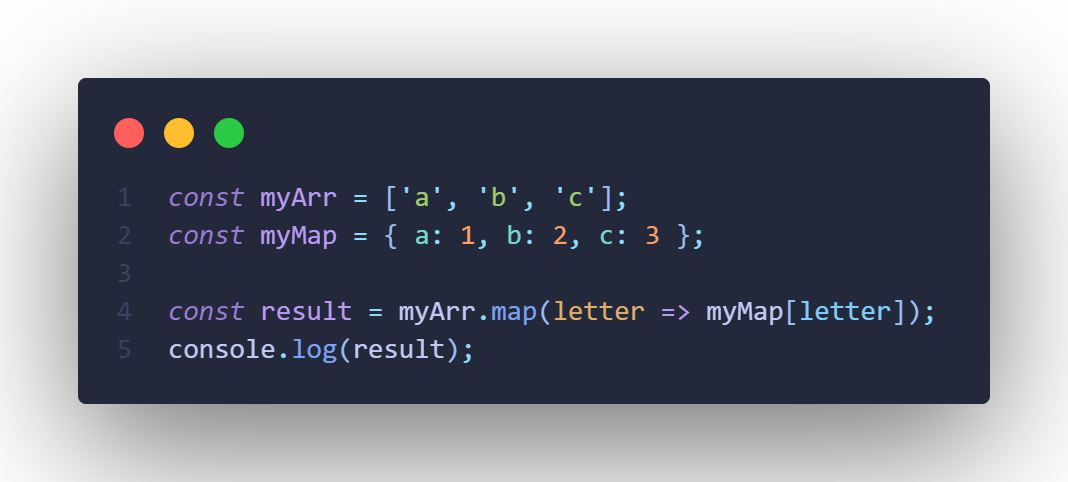 1 const myArr = ['a', 'b', 'c'];
2 const myMap = { a: 1, b: 2, c: 3 };
3
4 const result = myArr.map(letter => myMap[letter]);
5 console.log(result);